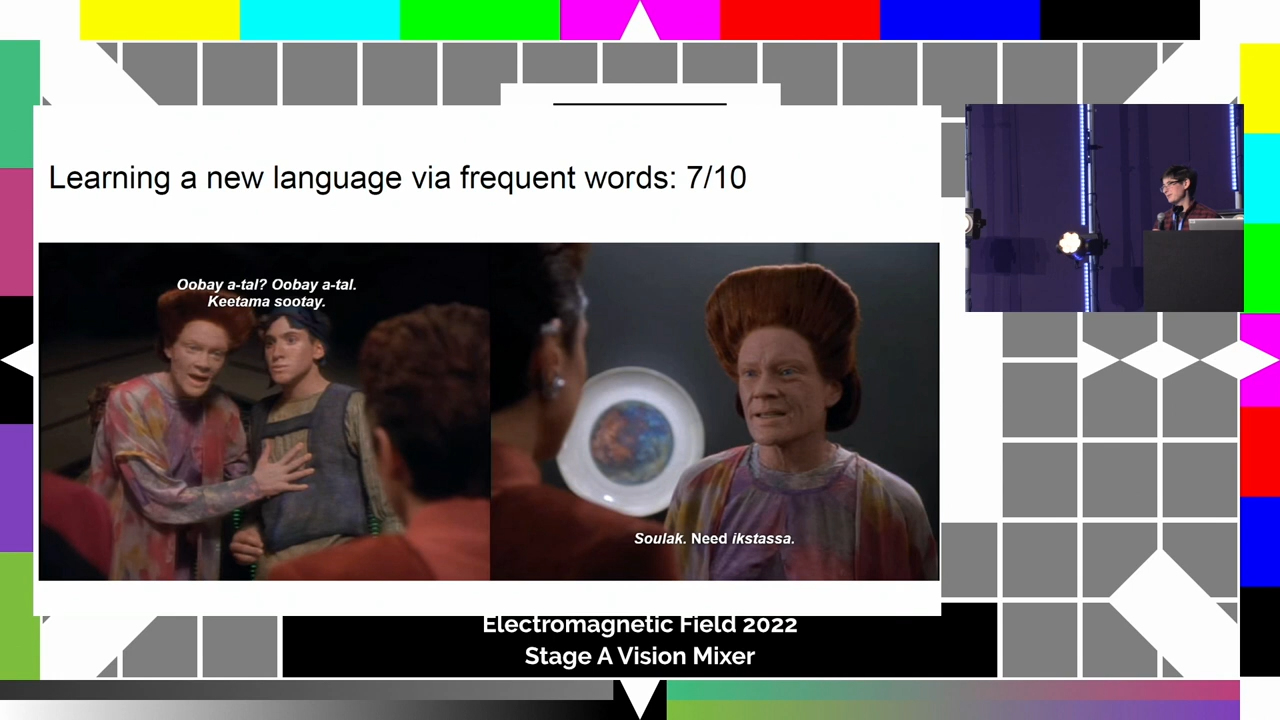 Learning a new language via frequent words: 7/10
Oobay a-tal? Oobay a-tal.
Keetama sootay.
Soulak. Need ikstassa.
Electromagnetic Field 2022
Stage A Vision Mixer